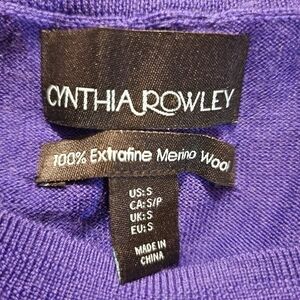 CYNTHIA ROWLEY
100% Extrafine Merino Wool
US: S
CA: S/P
UK: S
EU: S
MADE IN
CHINA